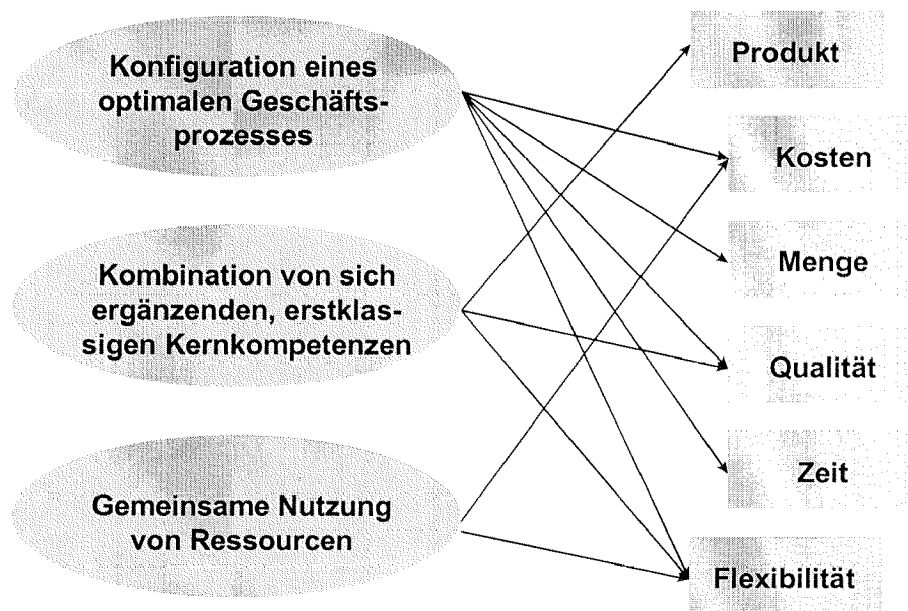 Konfiguration eines
optimalen Geschäfts-
prozesses
Kombination von sich
ergänzenden, erstklas-
sigen Kernkompetenzen
Gemeinsame Nutzung
von Ressourcen
Produkt
Kosten
Menge
Qualität
Zeit
Flexibilität